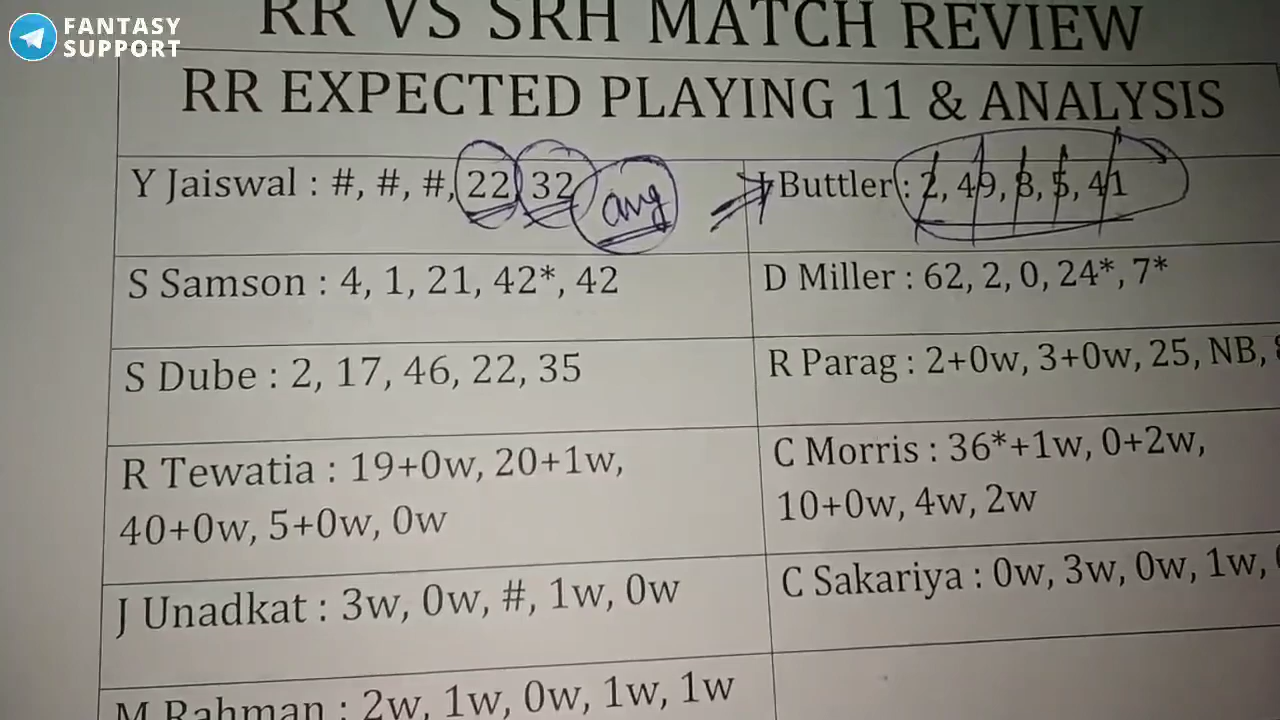 FANTASY
SUPPORT
RR VS SRH MATCH REVIEW
RR EXPECTED PLAYING 11 & ANALYSIS
Y Jaiswal : #, #, #, 22, 32
avg
Buttler : 2, 49, 8, 5, 41
S Samson : 4, 1, 21, 42*, 42
D Miller : 62, 2, 0, 24*, 7*
S Dube : 2, 17, 46, 22, 35
R Parag : 2+0w, 3+0w, 25, NB,
R Tewatia : 19+0w, 20+1w,
40+0w, 5+0w, 0w
C Morris : 36*+1w, 0+2w,
10+0w, 4w, 2w
J Unadkat : 3w, 0w, #, 1w, 0w
C Sakariya : 0w, 3w, 0w, 1w,
M Rahman : 2w, 1w, 0w, 1w, 1w